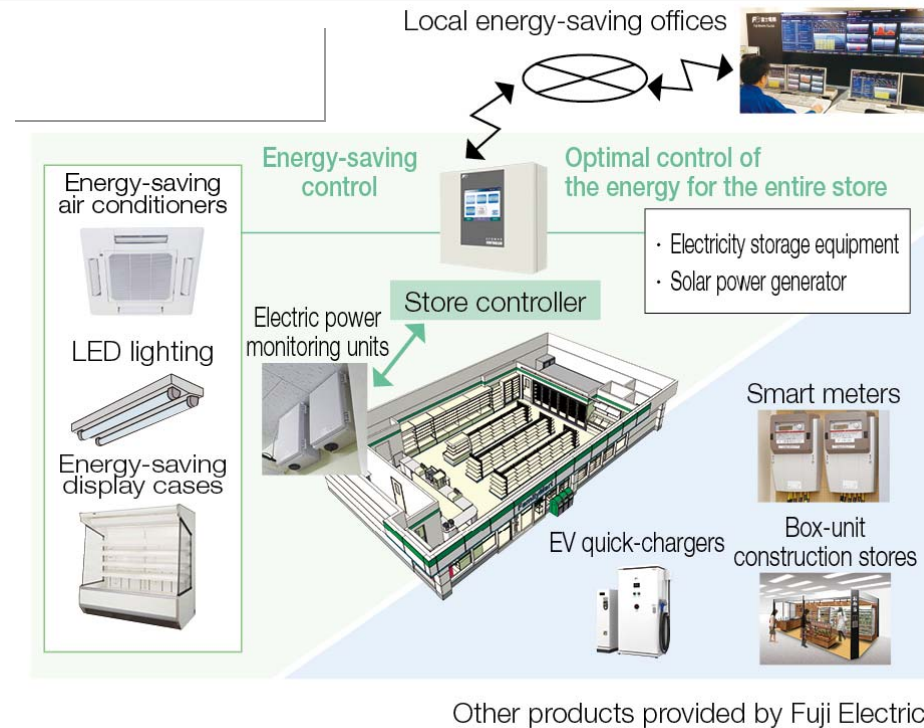 Local energy-saving offices
Energy-saving
control
Optimal control of
the energy for the entire store
Energy-saving
air conditioners
・Electricity storage equipment
・Solar power generator
Store controller
Electric power
monitoring units
LED lighting
Smart meters
Energy-saving
display cases
EV quick-chargers
Box-unit
construction stores
Other products provided by Fuji Electric